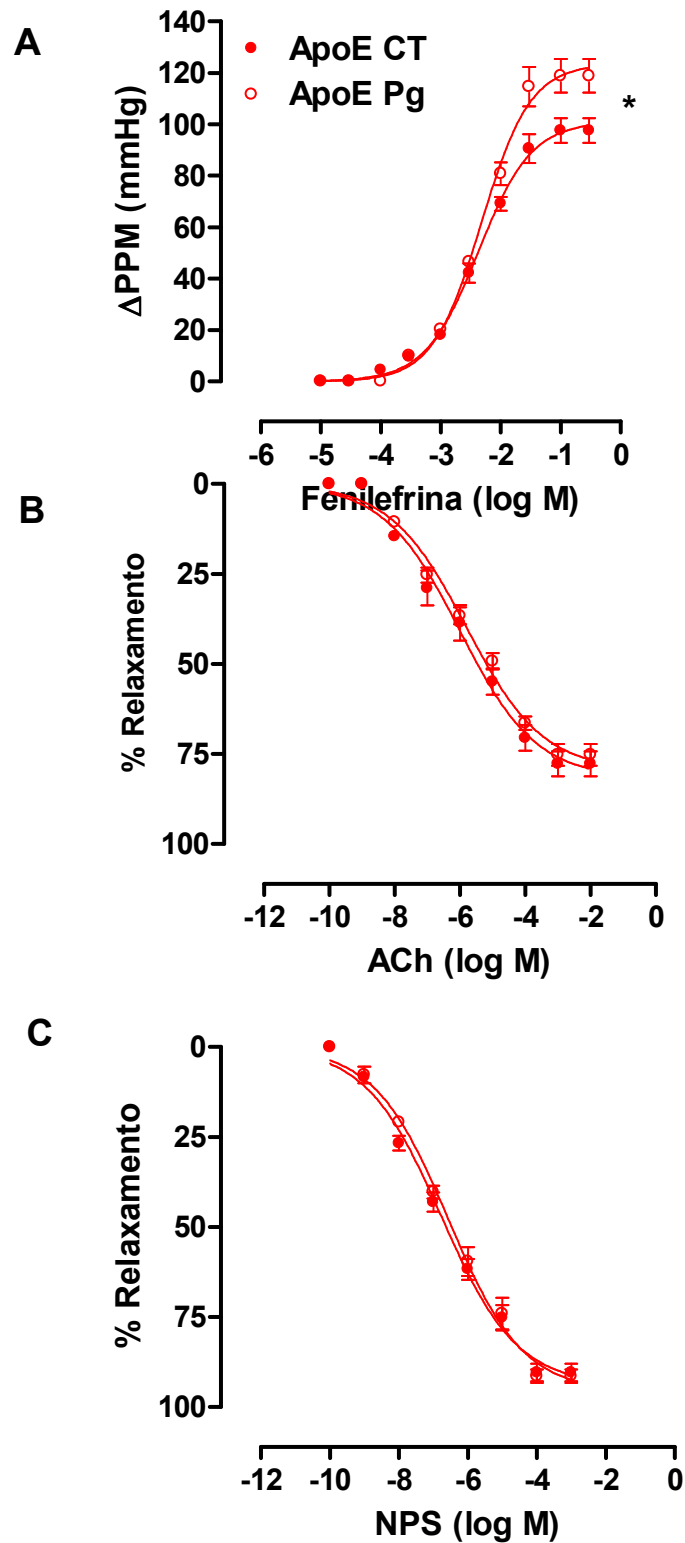 A
140
120
100
80
60
40
20
0
ΔPPM (mmHg)
ApoE CT
ApoE Pg
*
-6 -5 -4 -3 -2 -1 0
Fenilefrina (log M)
B
0
25
50
75
100
% Relaxamento
-12 -10 -8 -6 -4 -2 0
ACh (log M)
C
0
25
50
75
100
% Relaxamento
-12 -10 -8 -6 -4 -2 0
NPS (log M)